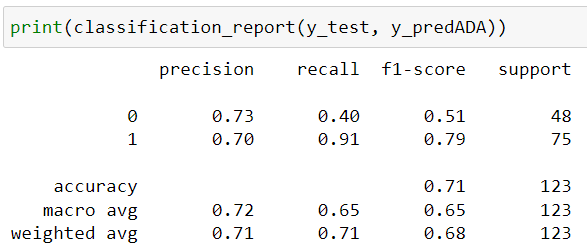 print(classification_report(y_test, y_predADA))
precision recall f1-score support
0 0.73 0.40 0.51 48
1 0.70 0.91 0.79 75
accuracy 0.71 123
macro avg 0.72 0.65 0.65 123
weighted avg 0.71 0.71 0.68 123